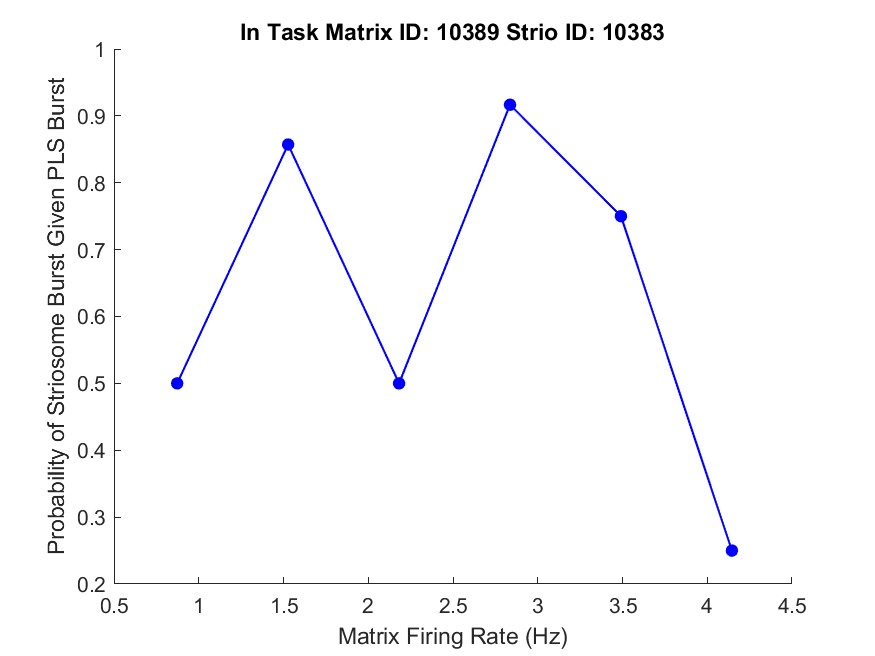 In Task Matrix ID: 10389 Strio ID: 10383
Probability of Striosome Burst Given PLS Burst
1
0.9
0.8
0.7
0.6
0.5
0.4
0.3
0.2
0.5 1 1.5 2 2.5 3 3.5 4 4.5
Matrix Firing Rate (Hz)